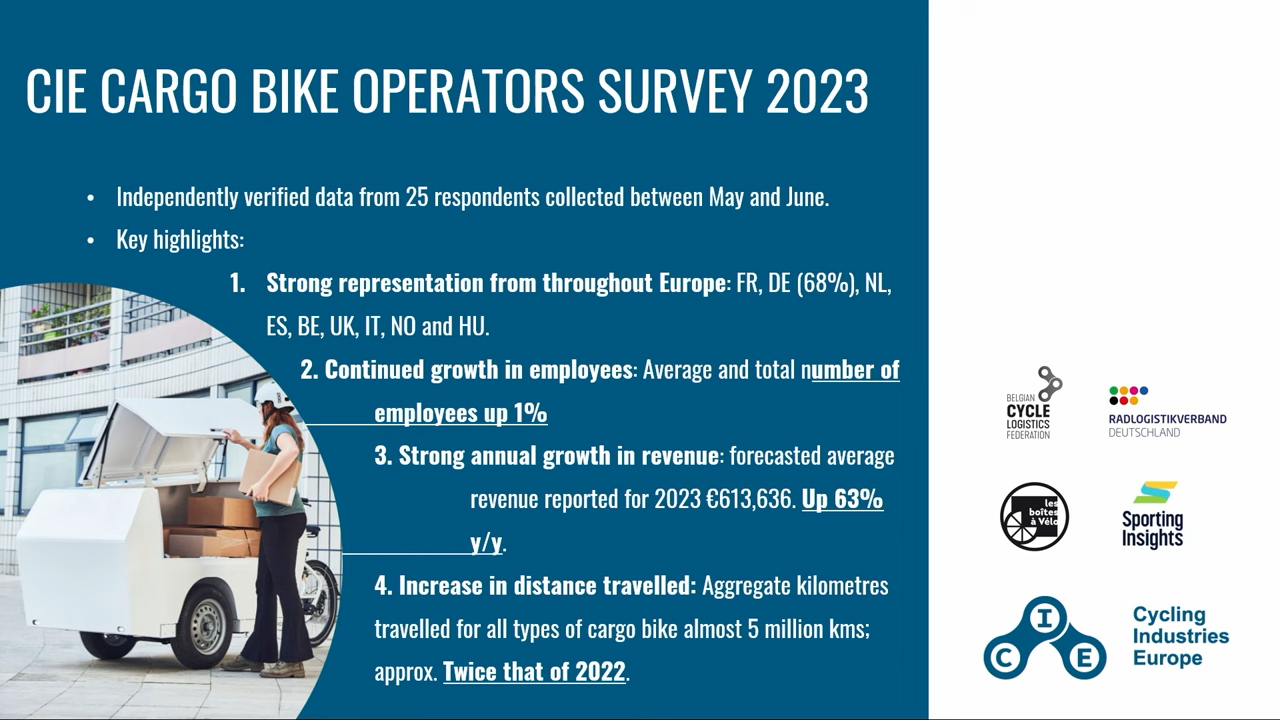 CIE CARGO BIKE OPERATORS SURVEY 2023
• Independently verified data from 25 respondents collected between May and June.
• Key highlights:
1. Strong representation from throughout Europe: FR, DE (68%), NL,
ES, BE, UK, IT, NO and HU.
2. Continued growth in employees: Average and total number of
employees up 1%
3. Strong annual growth in revenue: forecasted average
revenue reported for 2023 €613,636. Up 63%
y/y.
4. Increase in distance travelled: Aggregate kilometres
travelled for all types of cargo bike almost 5 million kms;
approx. Twice that of 2022.
BELGIAN
CYCLE
LOGISTICS
FEDERATION
RADLOGISTIKVERBAND
DEUTSCHLAND
les
boîtes
à Vélo
Sporting
Insights
C I E
Cycling
Industries
Europe